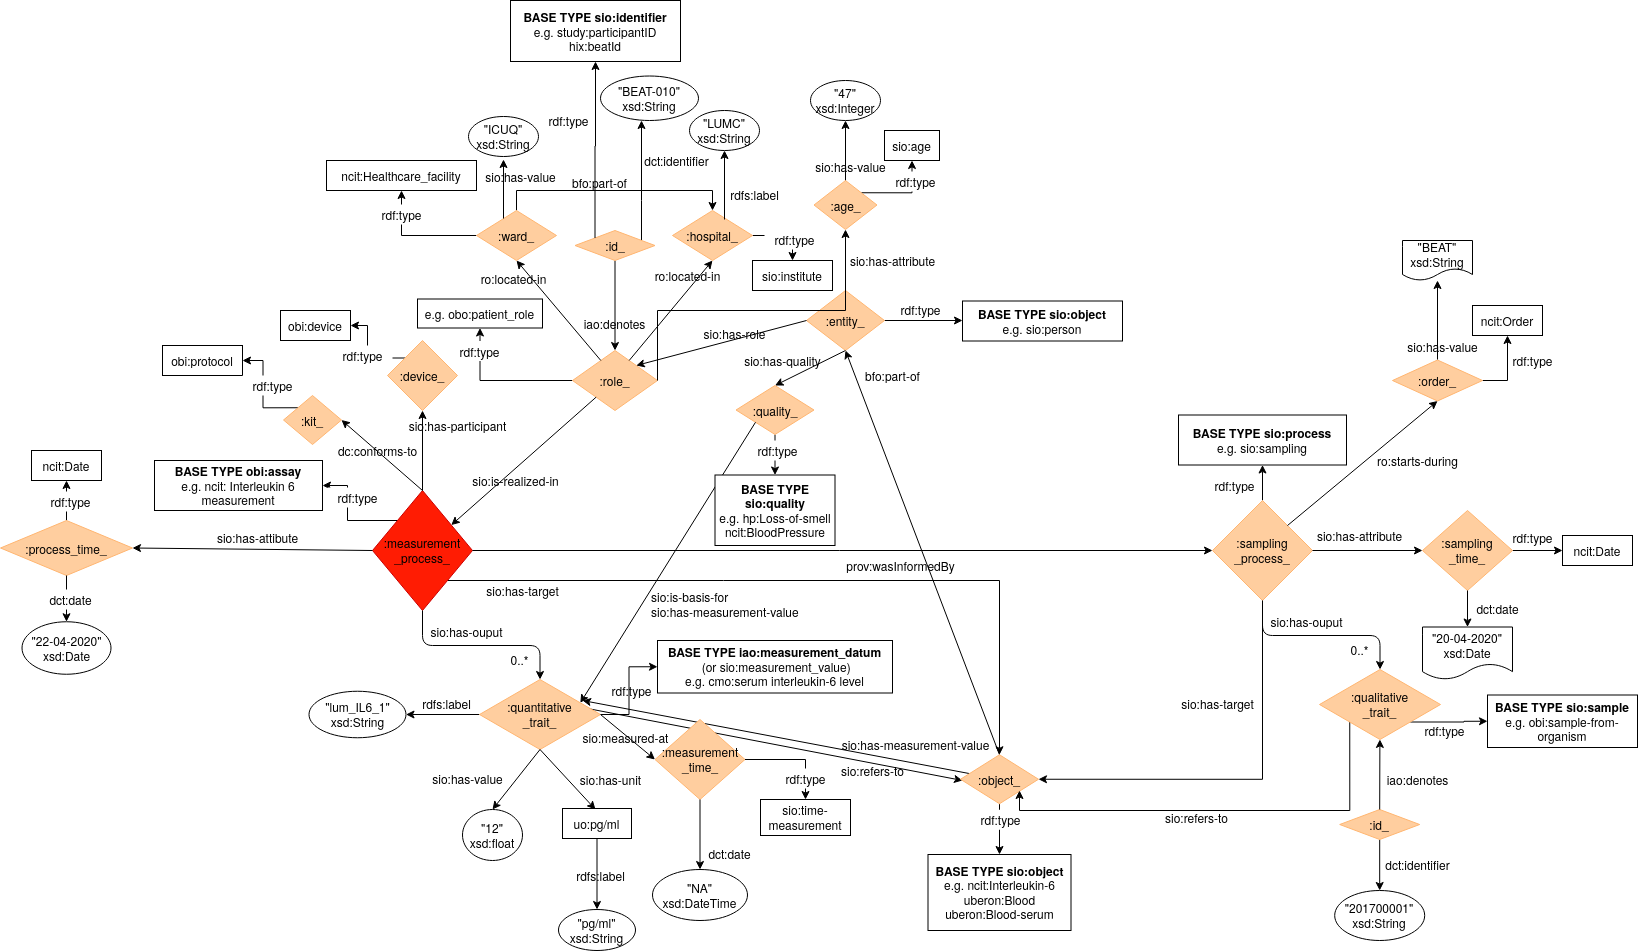 BASE TYPE sio:identifier
e.g. study:participantID
hix:beatId
"BEAT-010"
xsd:String
"47"
xsd:Integer
rdf:type
"ICUQ"
xsd:String
"LUMC"
xsd:String
sio:age
dct:identifier
sio:has-value
rdf:type
ncit:Healthcare_facility
sio:has-value
bfo:part-of
rdfs:label
rdf:type
:age_
:ward_
:id_
:hospital_
rdf:type
sio:has-attribute
"BEAT"
xsd:String
ro:located-in
ro:located-in
sio:institute
e.g. obo:patient_role
obi:device
iao:denotes
:entity_
rdf:type
BASE TYPE sio:object
e.g. sio:person
ncit:Order
sio:has-role
rdf:type
rdf:type
obi:protocol
sio:has-quality
sio:has-value
rdf:type
:device_
:role_
bfo:part-of
:order_
rdf:type
:kit_
:quality_
sio:has-participant
dc:conforms-to
rdf:type
BASE TYPE sio:process
e.g. sio:sampling
ro:starts-during
ncit:Date
BASE TYPE obi:assay
e.g. ncit: Interleukin 6
measurement
sio:is-realized-in
rdf:type
rdf:type
rdf:type
BASE TYPE
sio:quality
e.g. hp:Loss-of-smell
ncit:BloodPressure
:process_time_
sio:has-attibute
:measurement
_process_
:sampling
_process_
sio:has-attribute
:sampling
_time_
rdf:type
ncit:Date
prov:wasInformedBy
sio:has-target
dct:date
sio:is-basis-for
sio:has-measurement-value
dct:date
"22-04-2020"
xsd:Date
sio:has-ouput
0..*
sio:has-ouput
0..*
"20-04-2020"
xsd:Date
BASE TYPE iao:measurement_datum
(or sio:measurement_value)
e.g. cmo:serum interleukin-6 level
rdf:type
"lum_IL6_1"
xsd:String
rdfs:label
:quantitative
_trait_
sio:has-target
:qualitative
_trait_
BASE TYPE sio:sample
e.g. obi:sample-from-
organism
rdf:type
sio:measured-at
:measurement
_time_
sio:has-measurement-value
sio:refers-to
sio:has-value
sio:has-unit
rdf:type
:object_
iao:denotes
"12"
xsd:float
uo:pg/ml
sio:time-
measurement
rdf:type
sio:refers-to
:id_
dct:date
dct:identifier
rdfs:label
"NA"
xsd:DateTime
BASE TYPE sio:object
e.g. ncit:Interleukin-6
uberon:Blood
uberon:Blood-serum
"201700001"
xsd:String
"pg/ml"
xsd:String